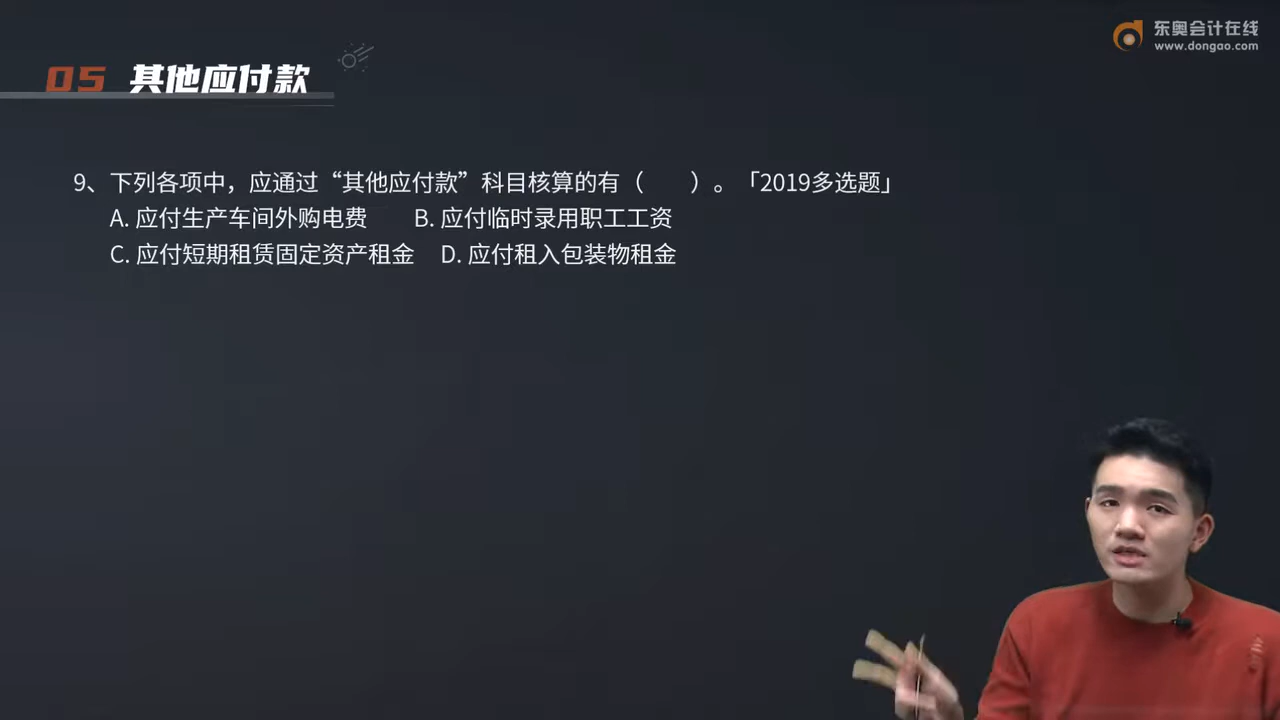 东奥会计在线
www.dongao.com
05 其他应付款
9、下列各项中，应通过“其他应付款”科目核算的有（　　）。「2019多选题」
A. 应付生产车间外购电费　　B. 应付临时录用职工工资
C. 应付短期租赁固定资产租金　D. 应付租入包装物租金